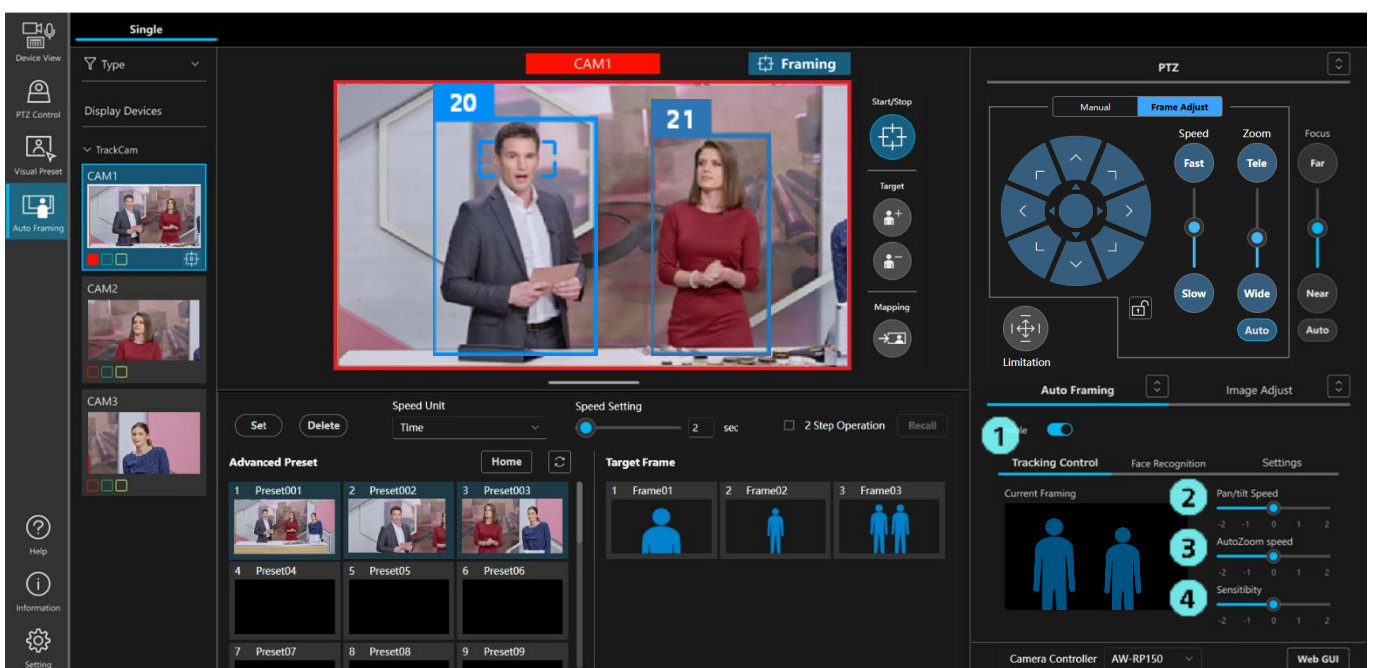 Single
Device View
PTZ Control
Visual Preset
Auto Framing
Help
Information
Setting
Type
Display Devices
TrackCam
CAM1
CAM2
CAM3
CAM1
Framing
20
21
Start/Stop
Target
Mapping
Set
Delete
Speed Unit
Time
Speed Setting
2 sec
2 Step Operation
Recall
Advanced Preset
Home
1 Preset001
2 Preset002
3 Preset003
4 Preset04
5 Preset05
6 Preset06
7 Preset07
8 Preset08
9 Preset09
Target Frame
1 Frame01
2 Frame02
3 Frame03
PTZ
Manual
Frame Adjust
Speed
Zoom
Focus
Fast
Tele
Far
Slow
Wide
Near
Auto
Auto
Limitation
Auto Framing
Image Adjust
1
Tracking Control
Face Recognition
Settings
Current Framing
2
Pan/tilt Speed
-2 -1 0 1 2
3
AutoZoom speed
-2 -1 0 1 2
4
Sensitibity
-2 -1 0 1 2
Camera Controller
AW-RP150
Web GUI